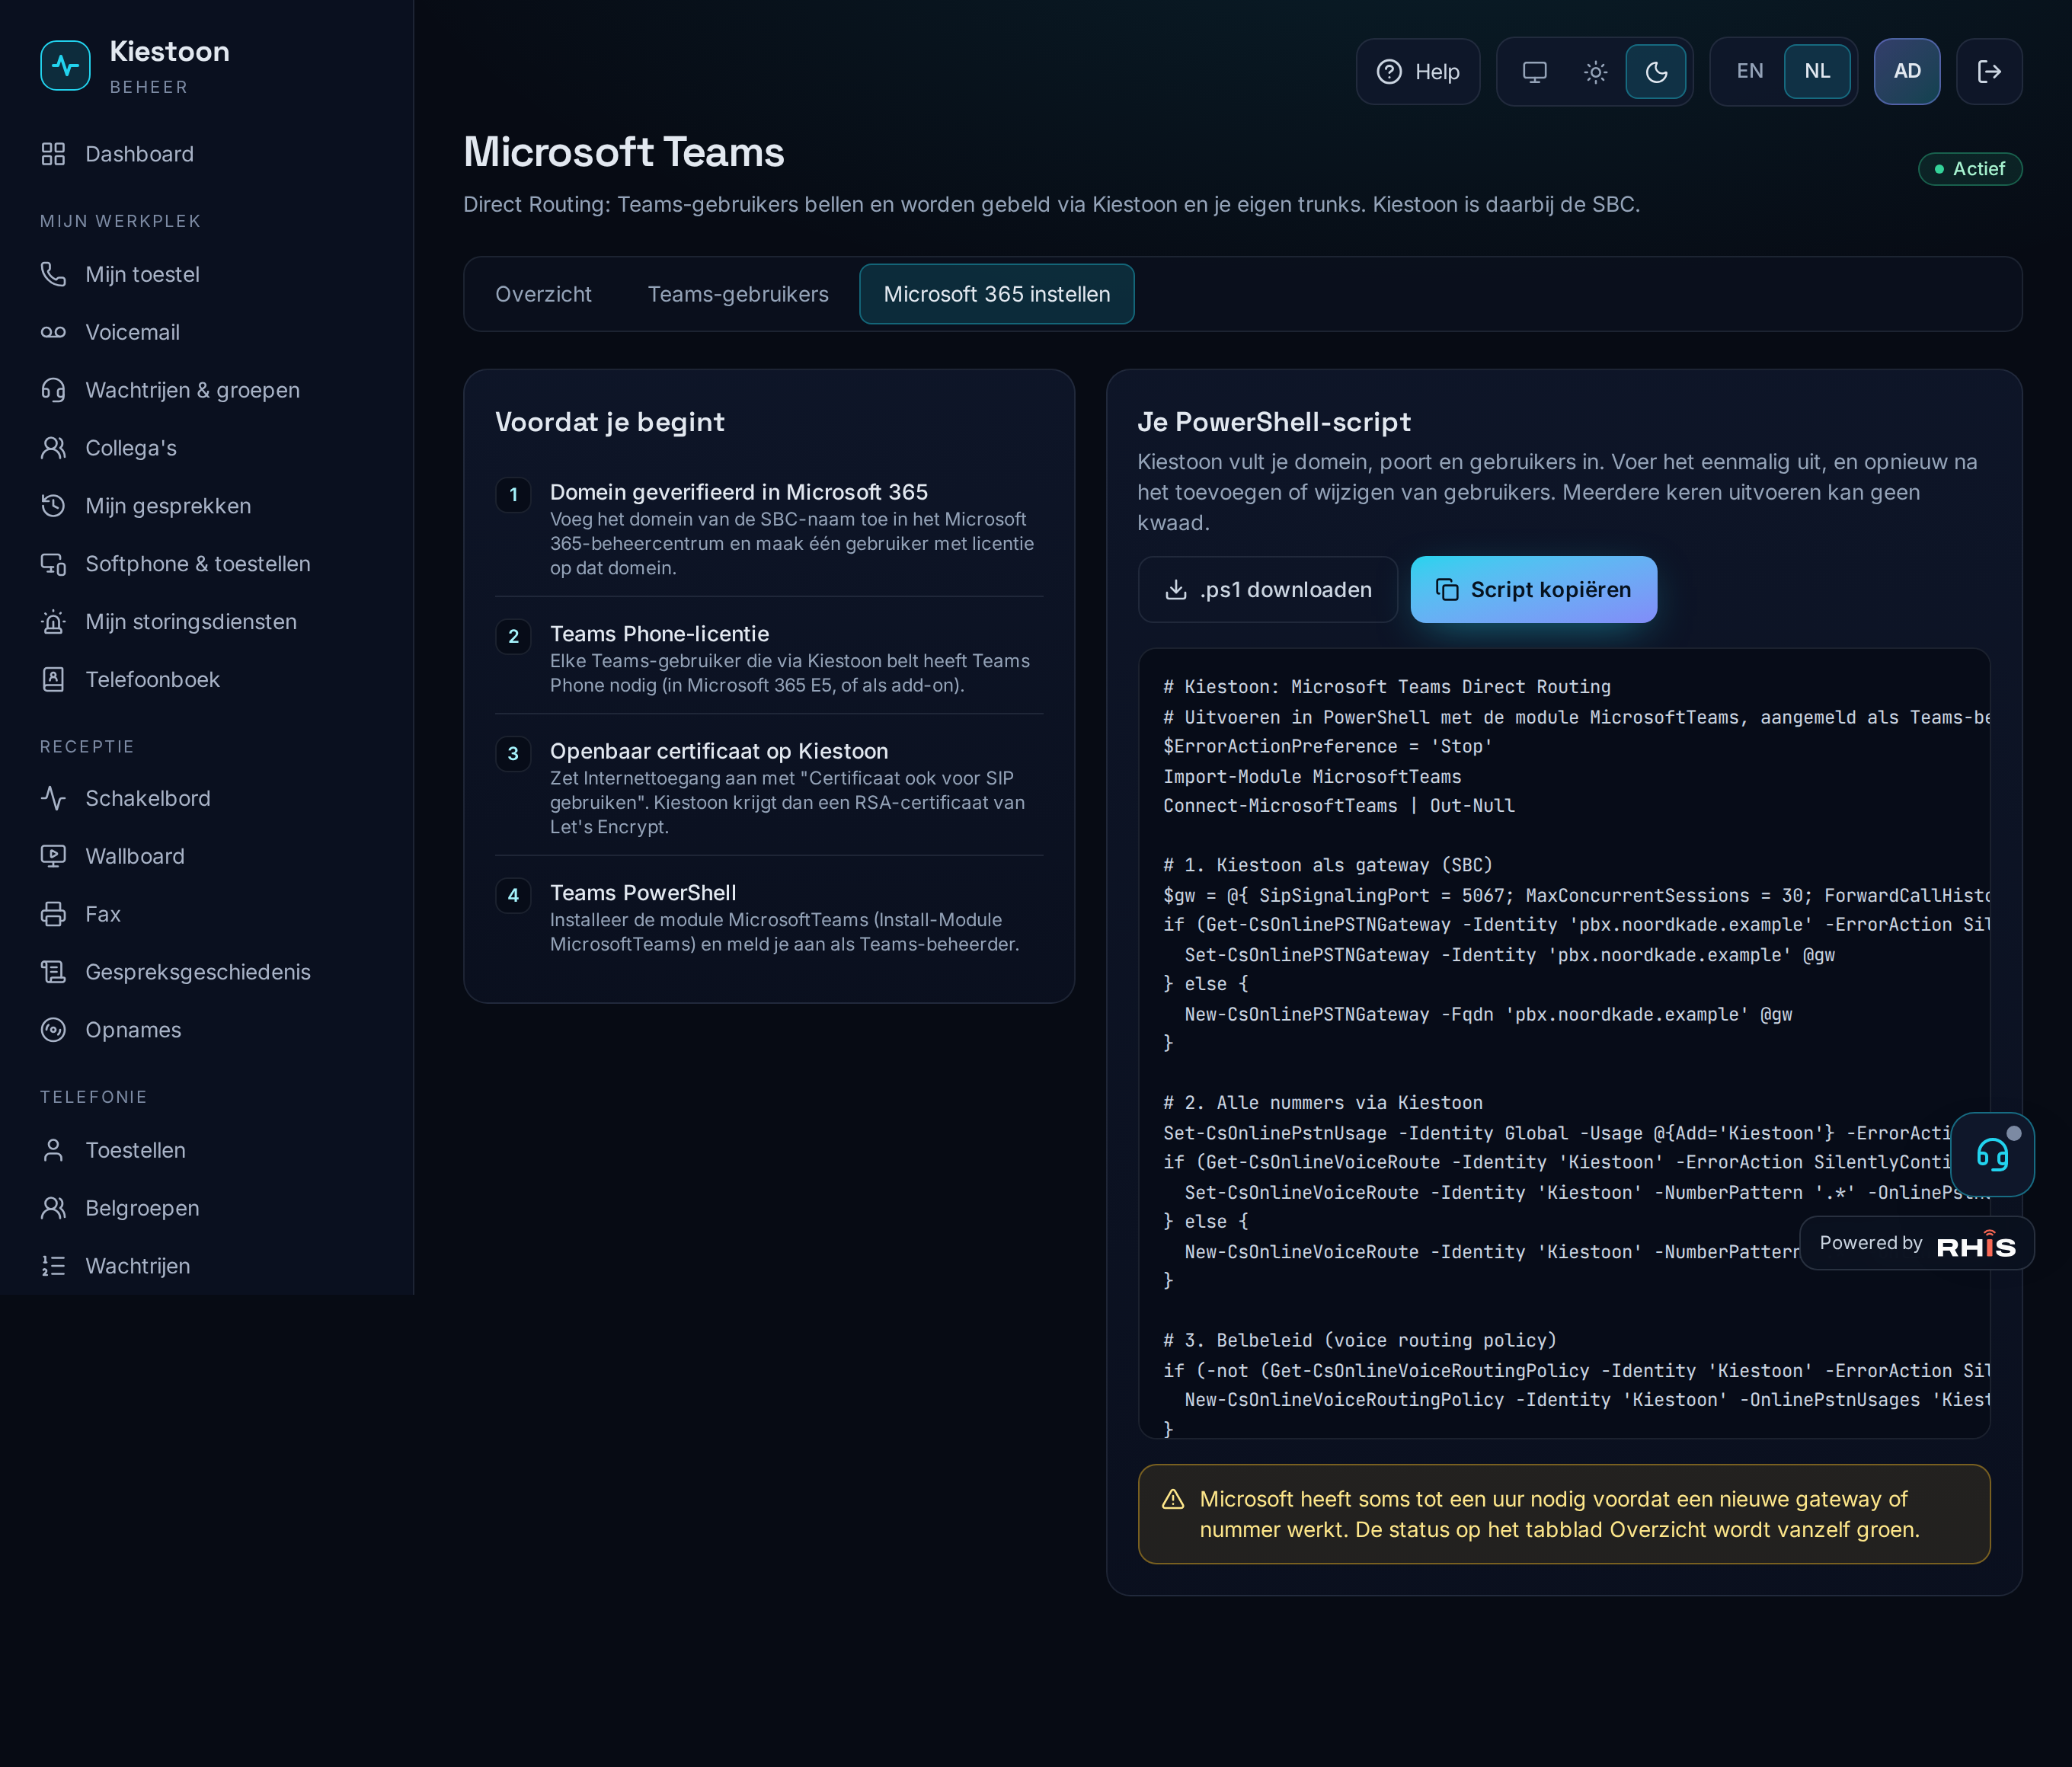 Kiestoon
BEHEER
Dashboard
MIJN WERKPLEK
Mijn toestel
Voicemail
Wachtrijen & groepen
Collega's
Mijn gesprekken
Softphone & toestellen
Mijn storingsdiensten
Telefoonboek
RECEPTIE
Schakelbord
Wallboard
Fax
Gespreksgeschiedenis
Opnames
TELEFONIE
Toestellen
Belgroepen
Wachtrijen
Help
EN
NL
AD
Microsoft Teams
Actief
Direct Routing: Teams-gebruikers bellen en worden gebeld via Kiestoon en je eigen trunks. Kiestoon is daarbij de SBC.
Overzicht
Teams-gebruikers
Microsoft 365 instellen
Voordat je begint
1
Domein geverifieerd in Microsoft 365
Voeg het domein van de SBC-naam toe in het Microsoft
365-beheercentrum en maak één gebruiker met licentie
op dat domein.
2
Teams Phone-licentie
Elke Teams-gebruiker die via Kiestoon belt heeft Teams
Phone nodig (in Microsoft 365 E5, of als add-on).
3
Openbaar certificaat op Kiestoon
Zet Internettoegang aan met "Certificaat ook voor SIP
gebruiken". Kiestoon krijgt dan een RSA-certificaat van
Let's Encrypt.
4
Teams PowerShell
Installeer de module MicrosoftTeams (Install-Module
MicrosoftTeams) en meld je aan als Teams-beheerder.
Je PowerShell-script
Kiestoon vult je domein, poort en gebruikers in. Voer het eenmalig uit, en opnieuw na
het toevoegen of wijzigen van gebruikers. Meerdere keren uitvoeren kan geen
kwaad.
.ps1 downloaden
Script kopiëren
# Kiestoon: Microsoft Teams Direct Routing
# Uitvoeren in PowerShell met de module MicrosoftTeams, aangemeld als Teams-be
$ErrorActionPreference = 'Stop'
Import-Module MicrosoftTeams
Connect-MicrosoftTeams | Out-Null
# 1. Kiestoon als gateway (SBC)
$gw = @{ SipSignalingPort = 5067; MaxConcurrentSessions = 30; ForwardCallHisto
if (Get-CsOnlinePSTNGateway -Identity 'pbx.noordkade.example' -ErrorAction Sil
Set-CsOnlinePSTNGateway -Identity 'pbx.noordkade.example' @gw
} else {
New-CsOnlinePSTNGateway -Fqdn 'pbx.noordkade.example' @gw
}
# 2. Alle nummers via Kiestoon
Set-CsOnlinePstnUsage -Identity Global -Usage @{Add='Kiestoon'} -ErrorActi
if (Get-CsOnlineVoiceRoute -Identity 'Kiestoon' -ErrorAction SilentlyConti
Set-CsOnlineVoiceRoute -Identity 'Kiestoon' -NumberPattern '.*' -OnlinePstn
} else {
New-CsOnlineVoiceRoute -Identity 'Kiestoon' -NumberPattern
}
# 3. Belbeleid (voice routing policy)
if (-not (Get-CsOnlineVoiceRoutingPolicy -Identity 'Kiestoon' -ErrorAction Sil
New-CsOnlineVoiceRoutingPolicy -Identity 'Kiestoon' -OnlinePstnUsages 'Kiest
}
Powered by RHiS
Microsoft heeft soms tot een uur nodig voordat een nieuwe gateway of
nummer werkt. De status op het tabblad Overzicht wordt vanzelf groen.